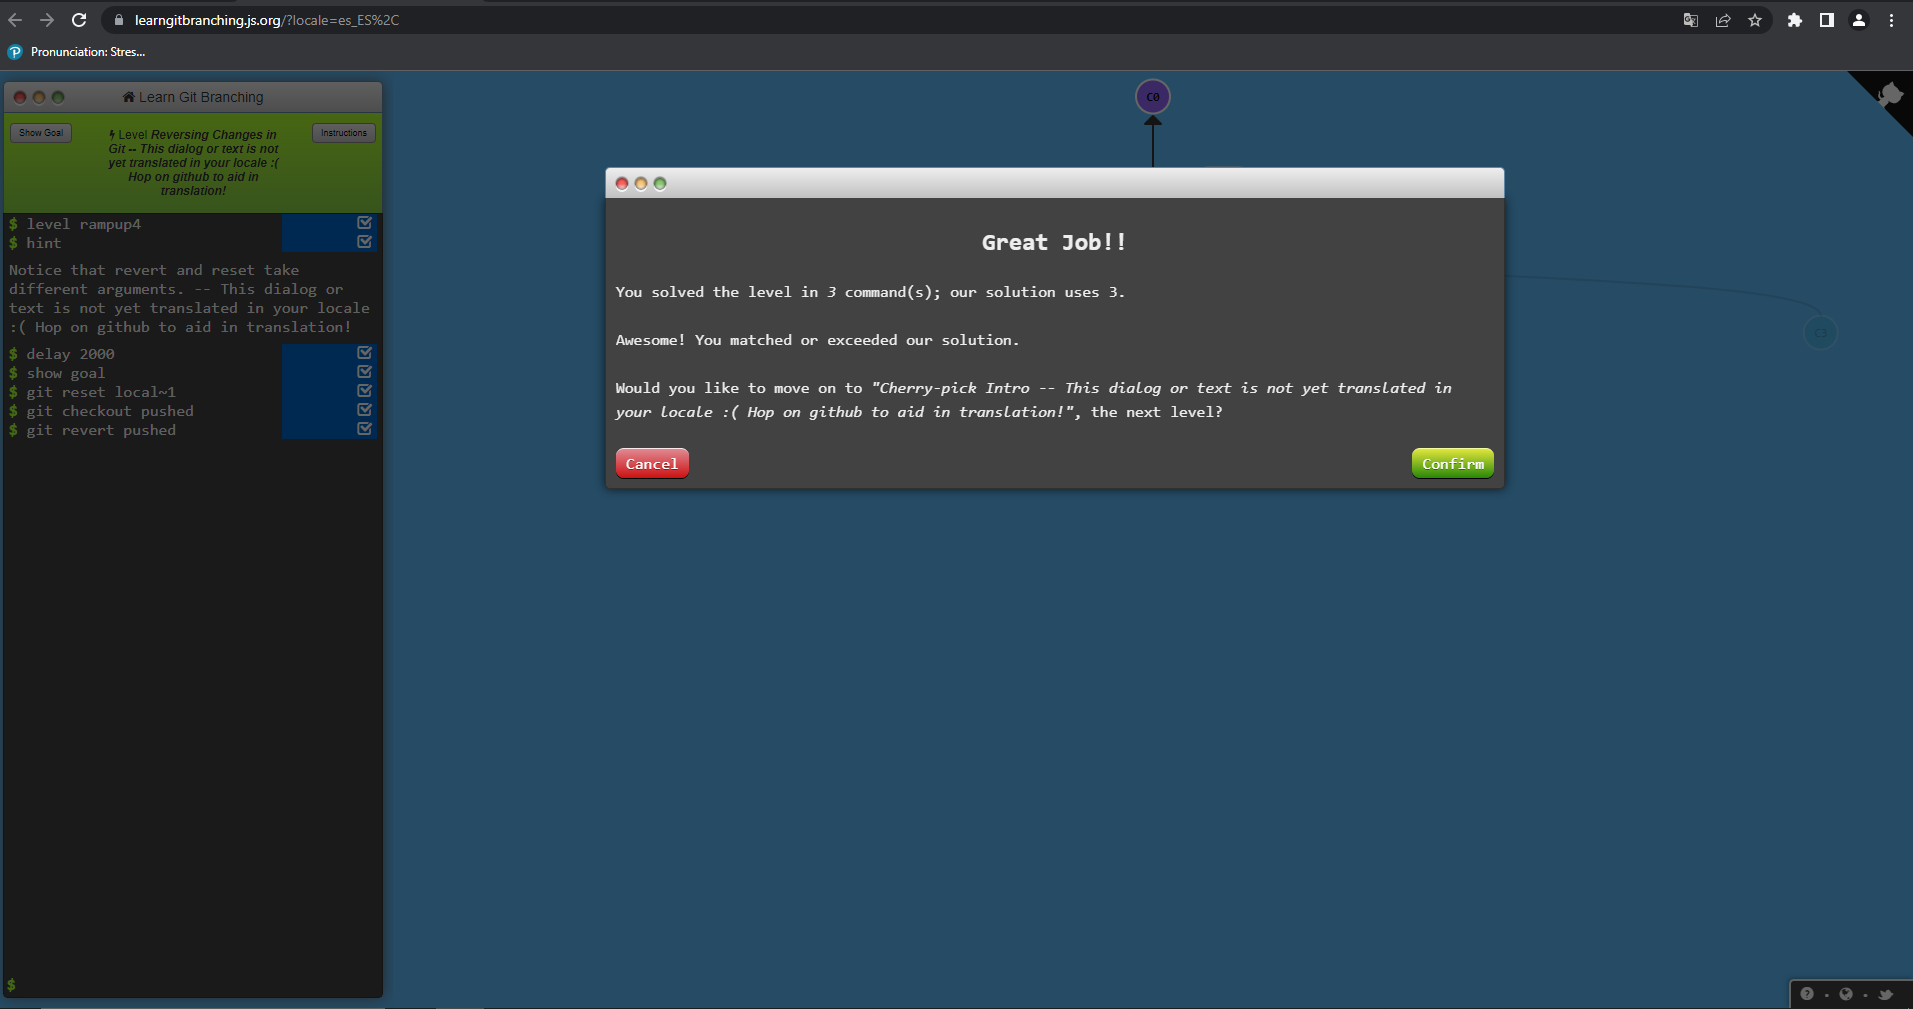 learngitbranching.js.org/?locale=es_ES%2C
Pronunciation: Stres...
Learn Git Branching
Show Goal
Level Reversing Changes in
Git -- This dialog or text is not
yet translated in your locale :(
Hop on github to aid in
translation!
Instructions
$ level rampup4
$ hint
Notice that revert and reset take
different arguments. -- This dialog or
text is not yet translated in your locale
:( Hop on github to aid in translation!
$ delay 2000
$ show goal
$ git reset local~1
$ git checkout pushed
$ git revert pushed
$
C0
Great Job!!
You solved the level in 3 command(s); our solution uses 3.
Awesome! You matched or exceeded our solution.
Would you like to move on to "Cherry-pick Intro -- This dialog or text is not yet translated in
your locale :( Hop on github to aid in translation!", the next level?
Cancel
Confirm
C3